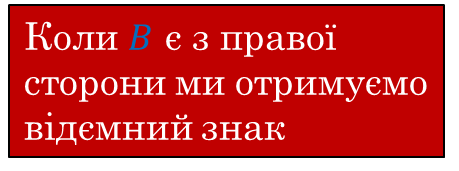 Коли B є з правої
сторони ми отримуємо
відємний знак